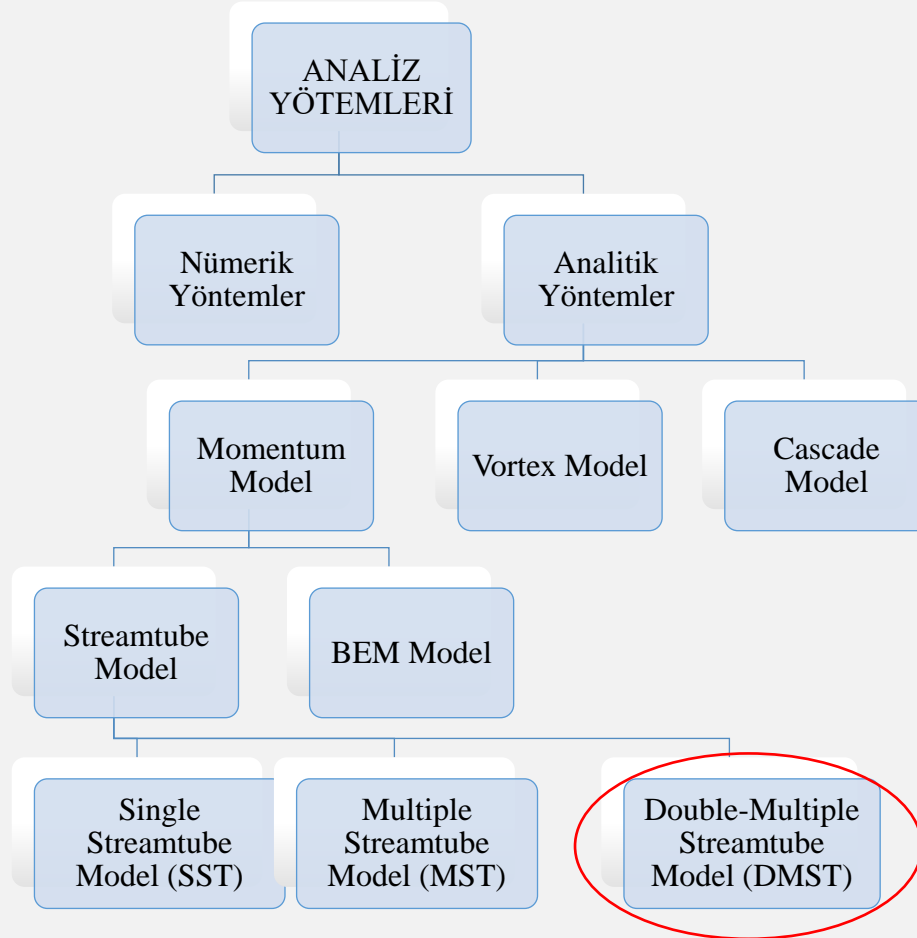 ANALİZ
YÖTEMLERİ
Nümerik
Yöntemler
Analitik
Yöntemler
Momentum
Model
Vortex Model
Cascade
Model
Streamtube
Model
BEM Model
Single
Streamtube
Model (SST)
Multiple
Streamtube
Model (MST)
Double-Multiple
Streamtube
Model (DMST)